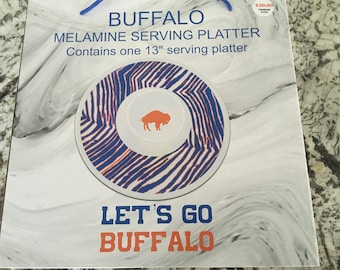 BUFFALO
MELAMINE SERVING PLATTER
Contains one 13" serving platter
LET'S GO
BUFFALO